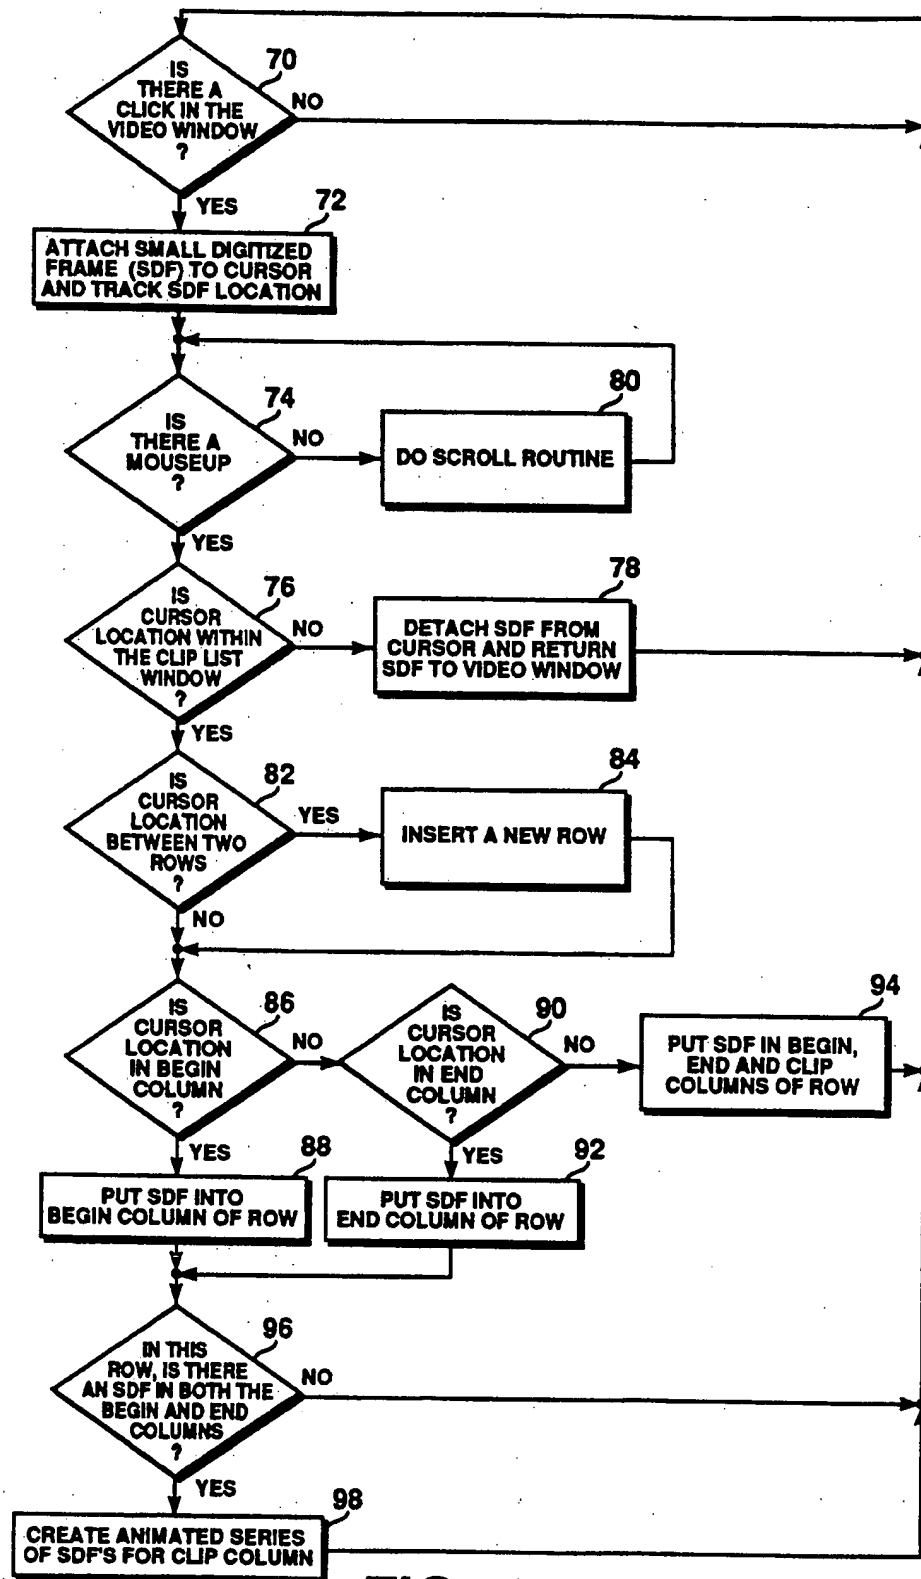 70
IS
THERE A
CLICK IN THE
VIDEO WINDOW
?
NO
YES
72
ATTACH SMALL DIGITIZED
FRAME (SDF) TO CURSOR
AND TRACK SDF LOCATION
74
IS
THERE A
MOUSEUP
?
NO
80
DO SCROLL ROUTINE
YES
76
IS
CURSOR
LOCATION WITHIN
THE CLIP LIST
WINDOW
?
NO
78
DETACH SDF FROM
CURSOR AND RETURN
SDF TO VIDEO WINDOW
YES
82
IS
CURSOR
LOCATION
BETWEEN TWO
ROWS
?
YES
84
INSERT A NEW ROW
NO
86
IS
CURSOR
LOCATION
IN BEGIN
COLUMN
?
NO
90
IS
CURSOR
LOCATION
IN END
COLUMN
?
NO
94
PUT SDF IN BEGIN,
END AND CLIP
COLUMNS OF ROW
YES
88
PUT SDF INTO
BEGIN COLUMN OF ROW
YES
92
PUT SDF INTO
END COLUMN OF ROW
96
IN THIS
ROW, IS THERE
AN SDF IN BOTH THE
BEGIN AND END
COLUMNS
?
NO
YES
98
CREATE ANIMATED SERIES
OF SDF'S FOR CLIP COLUMN